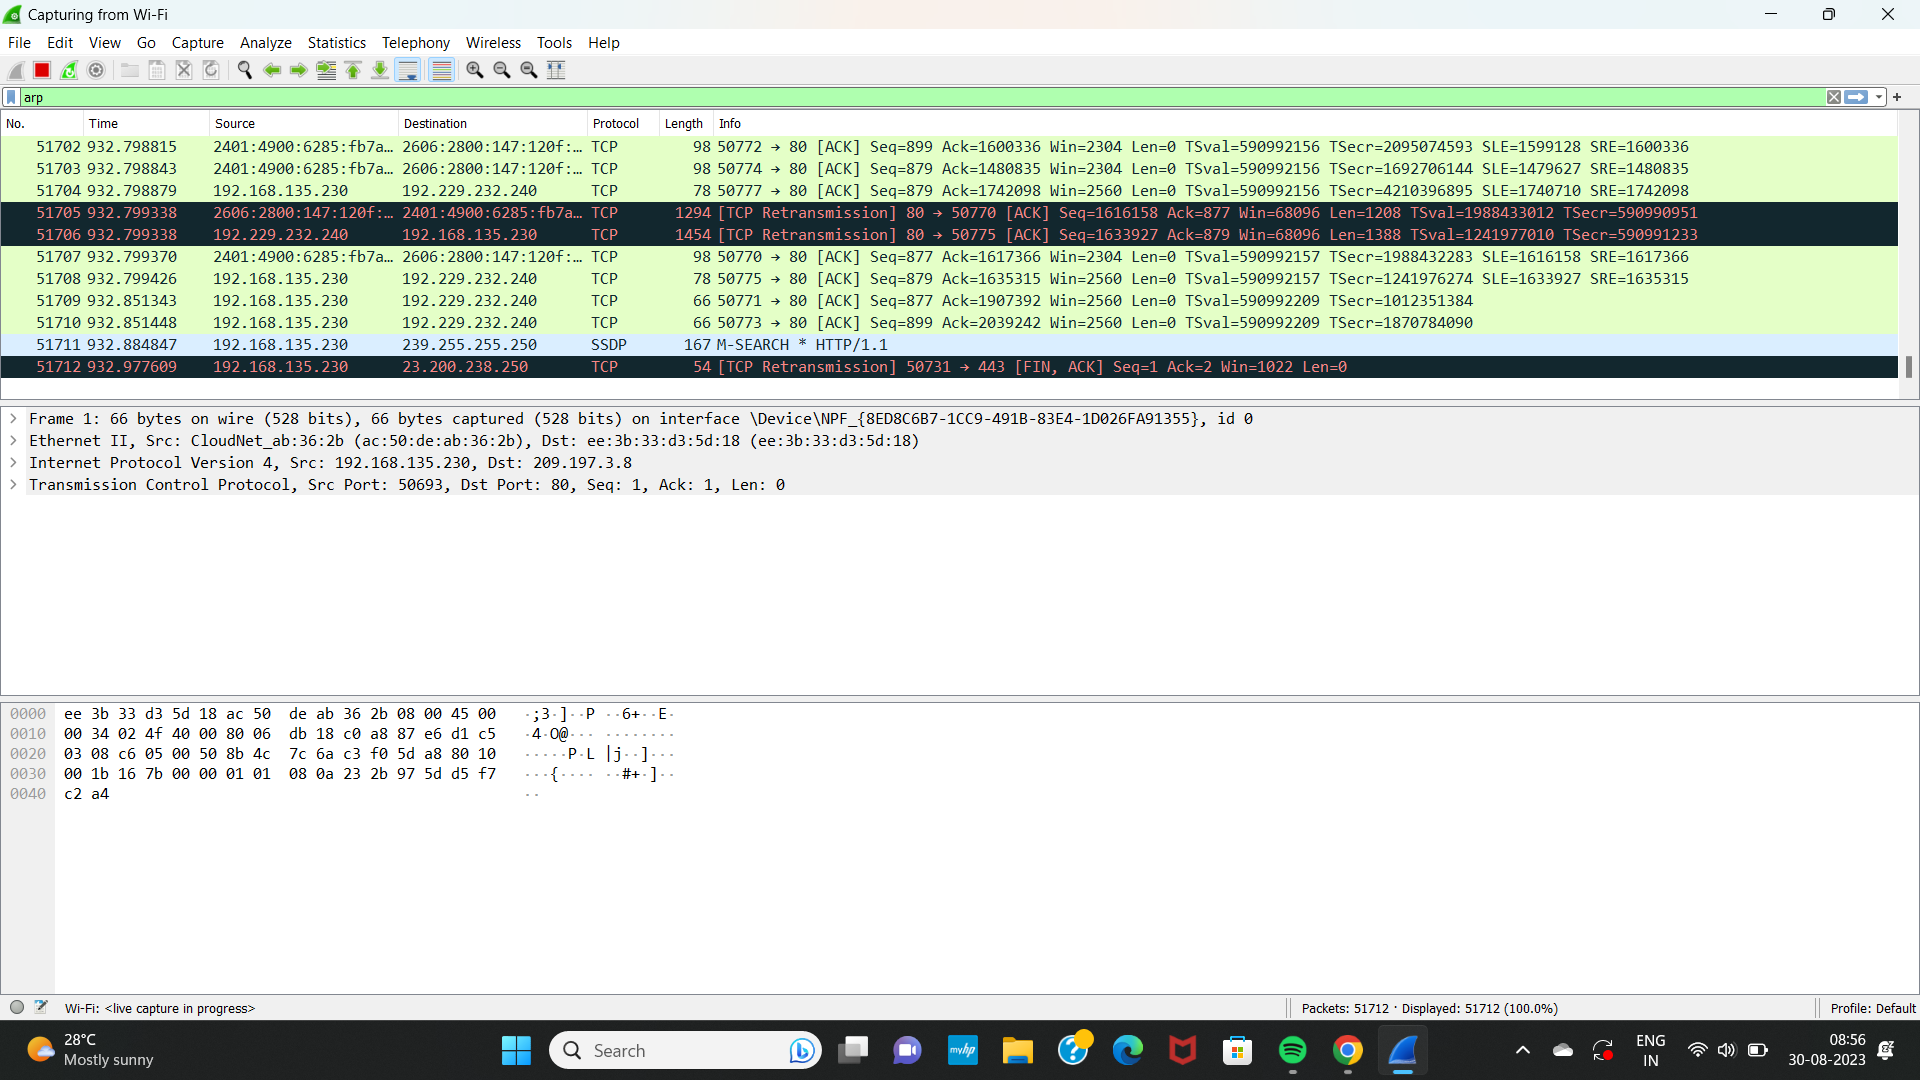 Capturing from Wi-Fi
File Edit View Go Capture Analyze Statistics Telephony Wireless Tools Help
arp
No. Time Source Destination Protocol Length Info
51702 932.798815 2401:4900:6285:fb7a… 2606:2800:147:120f:… TCP 98 50772 → 80 [ACK] Seq=899 Ack=1600336 Win=2304 Len=0 TSval=590992156 TSecr=2095074593 SLE=1599128 SRE=1600336
51703 932.798843 2401:4900:6285:fb7a… 2606:2800:147:120f:… TCP 98 50774 → 80 [ACK] Seq=879 Ack=1480835 Win=2304 Len=0 TSval=590992156 TSecr=1692706144 SLE=1479627 SRE=1480835
51704 932.798879 192.168.135.230 192.229.232.240 TCP 78 50777 → 80 [ACK] Seq=879 Ack=1742098 Win=2560 Len=0 TSval=590992156 TSecr=4210396895 SLE=1740710 SRE=1742098
51705 932.799338 2606:2800:147:120f:… 2401:4900:6285:fb7a… TCP 1294 [TCP Retransmission] 80 → 50770 [ACK] Seq=1616158 Ack=877 Win=68096 Len=1208 TSval=1988433012 TSecr=590990951
51706 932.799338 192.229.232.240 192.168.135.230 TCP 1454 [TCP Retransmission] 80 → 50775 [ACK] Seq=1633927 Ack=879 Win=68096 Len=1388 TSval=1241977010 TSecr=590991233
51707 932.799370 2401:4900:6285:fb7a… 2606:2800:147:120f:… TCP 98 50770 → 80 [ACK] Seq=877 Ack=1617366 Win=2304 Len=0 TSval=590992157 TSecr=1988432283 SLE=1616158 SRE=1617366
51708 932.799426 192.168.135.230 192.229.232.240 TCP 78 50775 → 80 [ACK] Seq=879 Ack=1635315 Win=2560 Len=0 TSval=590992157 TSecr=1241976274 SLE=1633927 SRE=1635315
51709 932.851343 192.168.135.230 192.229.232.240 TCP 66 50771 → 80 [ACK] Seq=877 Ack=1907392 Win=2560 Len=0 TSval=590992209 TSecr=1012351384
51710 932.851448 192.168.135.230 192.229.232.240 TCP 66 50773 → 80 [ACK] Seq=899 Ack=2039242 Win=2560 Len=0 TSval=590992209 TSecr=1870784090
51711 932.884847 192.168.135.230 239.255.255.250 SSDP 167 M-SEARCH * HTTP/1.1
51712 932.977609 192.168.135.230 23.200.238.250 TCP 54 [TCP Retransmission] 50731 → 443 [FIN, ACK] Seq=1 Ack=2 Win=1022 Len=0
Frame 1: 66 bytes on wire (528 bits), 66 bytes captured (528 bits) on interface \Device\NPF_{8ED8C6B7-1CC9-491B-83E4-1D026FA91355}, id 0
Ethernet II, Src: CloudNet_ab:36:2b (ac:50:de:ab:36:2b), Dst: ee:3b:33:d3:5d:18 (ee:3b:33:d3:5d:18)
Internet Protocol Version 4, Src: 192.168.135.230, Dst: 209.197.3.8
Transmission Control Protocol, Src Port: 50693, Dst Port: 80, Seq: 1, Ack: 1, Len: 0
0000 ee 3b 33 d3 5d 18 ac 50 de ab 36 2b 08 00 45 00 ·;3·]··P ··6+··E·
0010 00 34 02 4f 40 00 80 06 db 18 c0 a8 87 e6 d1 c5 ·4·O@··· ········
0020 03 08 c6 05 00 50 8b 4c 7c 6a c3 f0 5d a8 80 10 ·····P·L |j··]···
0030 00 1b 16 7b 00 00 01 01 08 0a 23 2b 97 5d d5 f7 ···{···· ··#+·]··
0040 c2 a4 ··
Wi-Fi: <live capture in progress> Packets: 51712 · Displayed: 51712 (100.0%) Profile: Default
28°C
Mostly sunny
Search
myhp
ENG
IN
08:56
30-08-2023